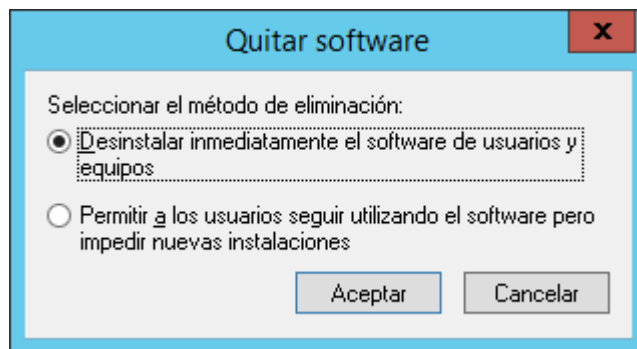 Quitar software
x
Seleccionar el método de eliminación:
Desinstalar inmediatamente el software de usuarios y
equipos
Permitir a los usuarios seguir utilizando el software pero
impedir nuevas instalaciones
Aceptar Cancelar